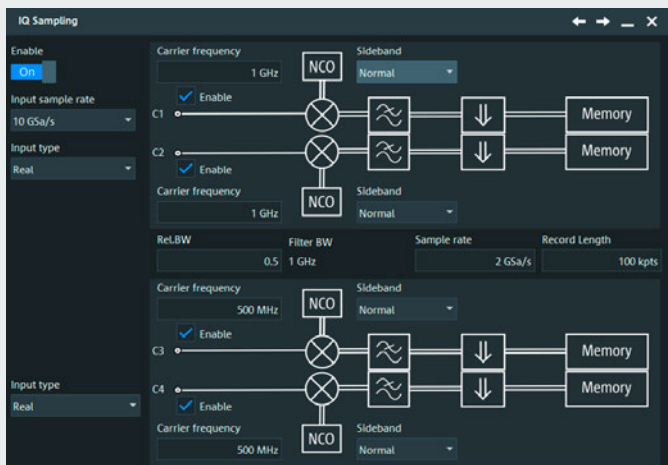 IQ Sampling
Enable
On
Input sample rate
10 GSa/s
Input type
Real
Carrier frequency
1 GHz
NCO
Sideband
Normal
Enable
C1
Memory
C2
Memory
Enable
Carrier frequency
1 GHz
NCO
Sideband
Normal
Rel.BW
0.5
Filter BW
1 GHz
Sample rate
2 GSa/s
Record Length
100 kpts
Carrier frequency
500 MHz
NCO
Sideband
Normal
Enable
C3
Memory
Input type
Real
C4
Memory
Enable
Carrier frequency
500 MHz
NCO
Sideband
Normal